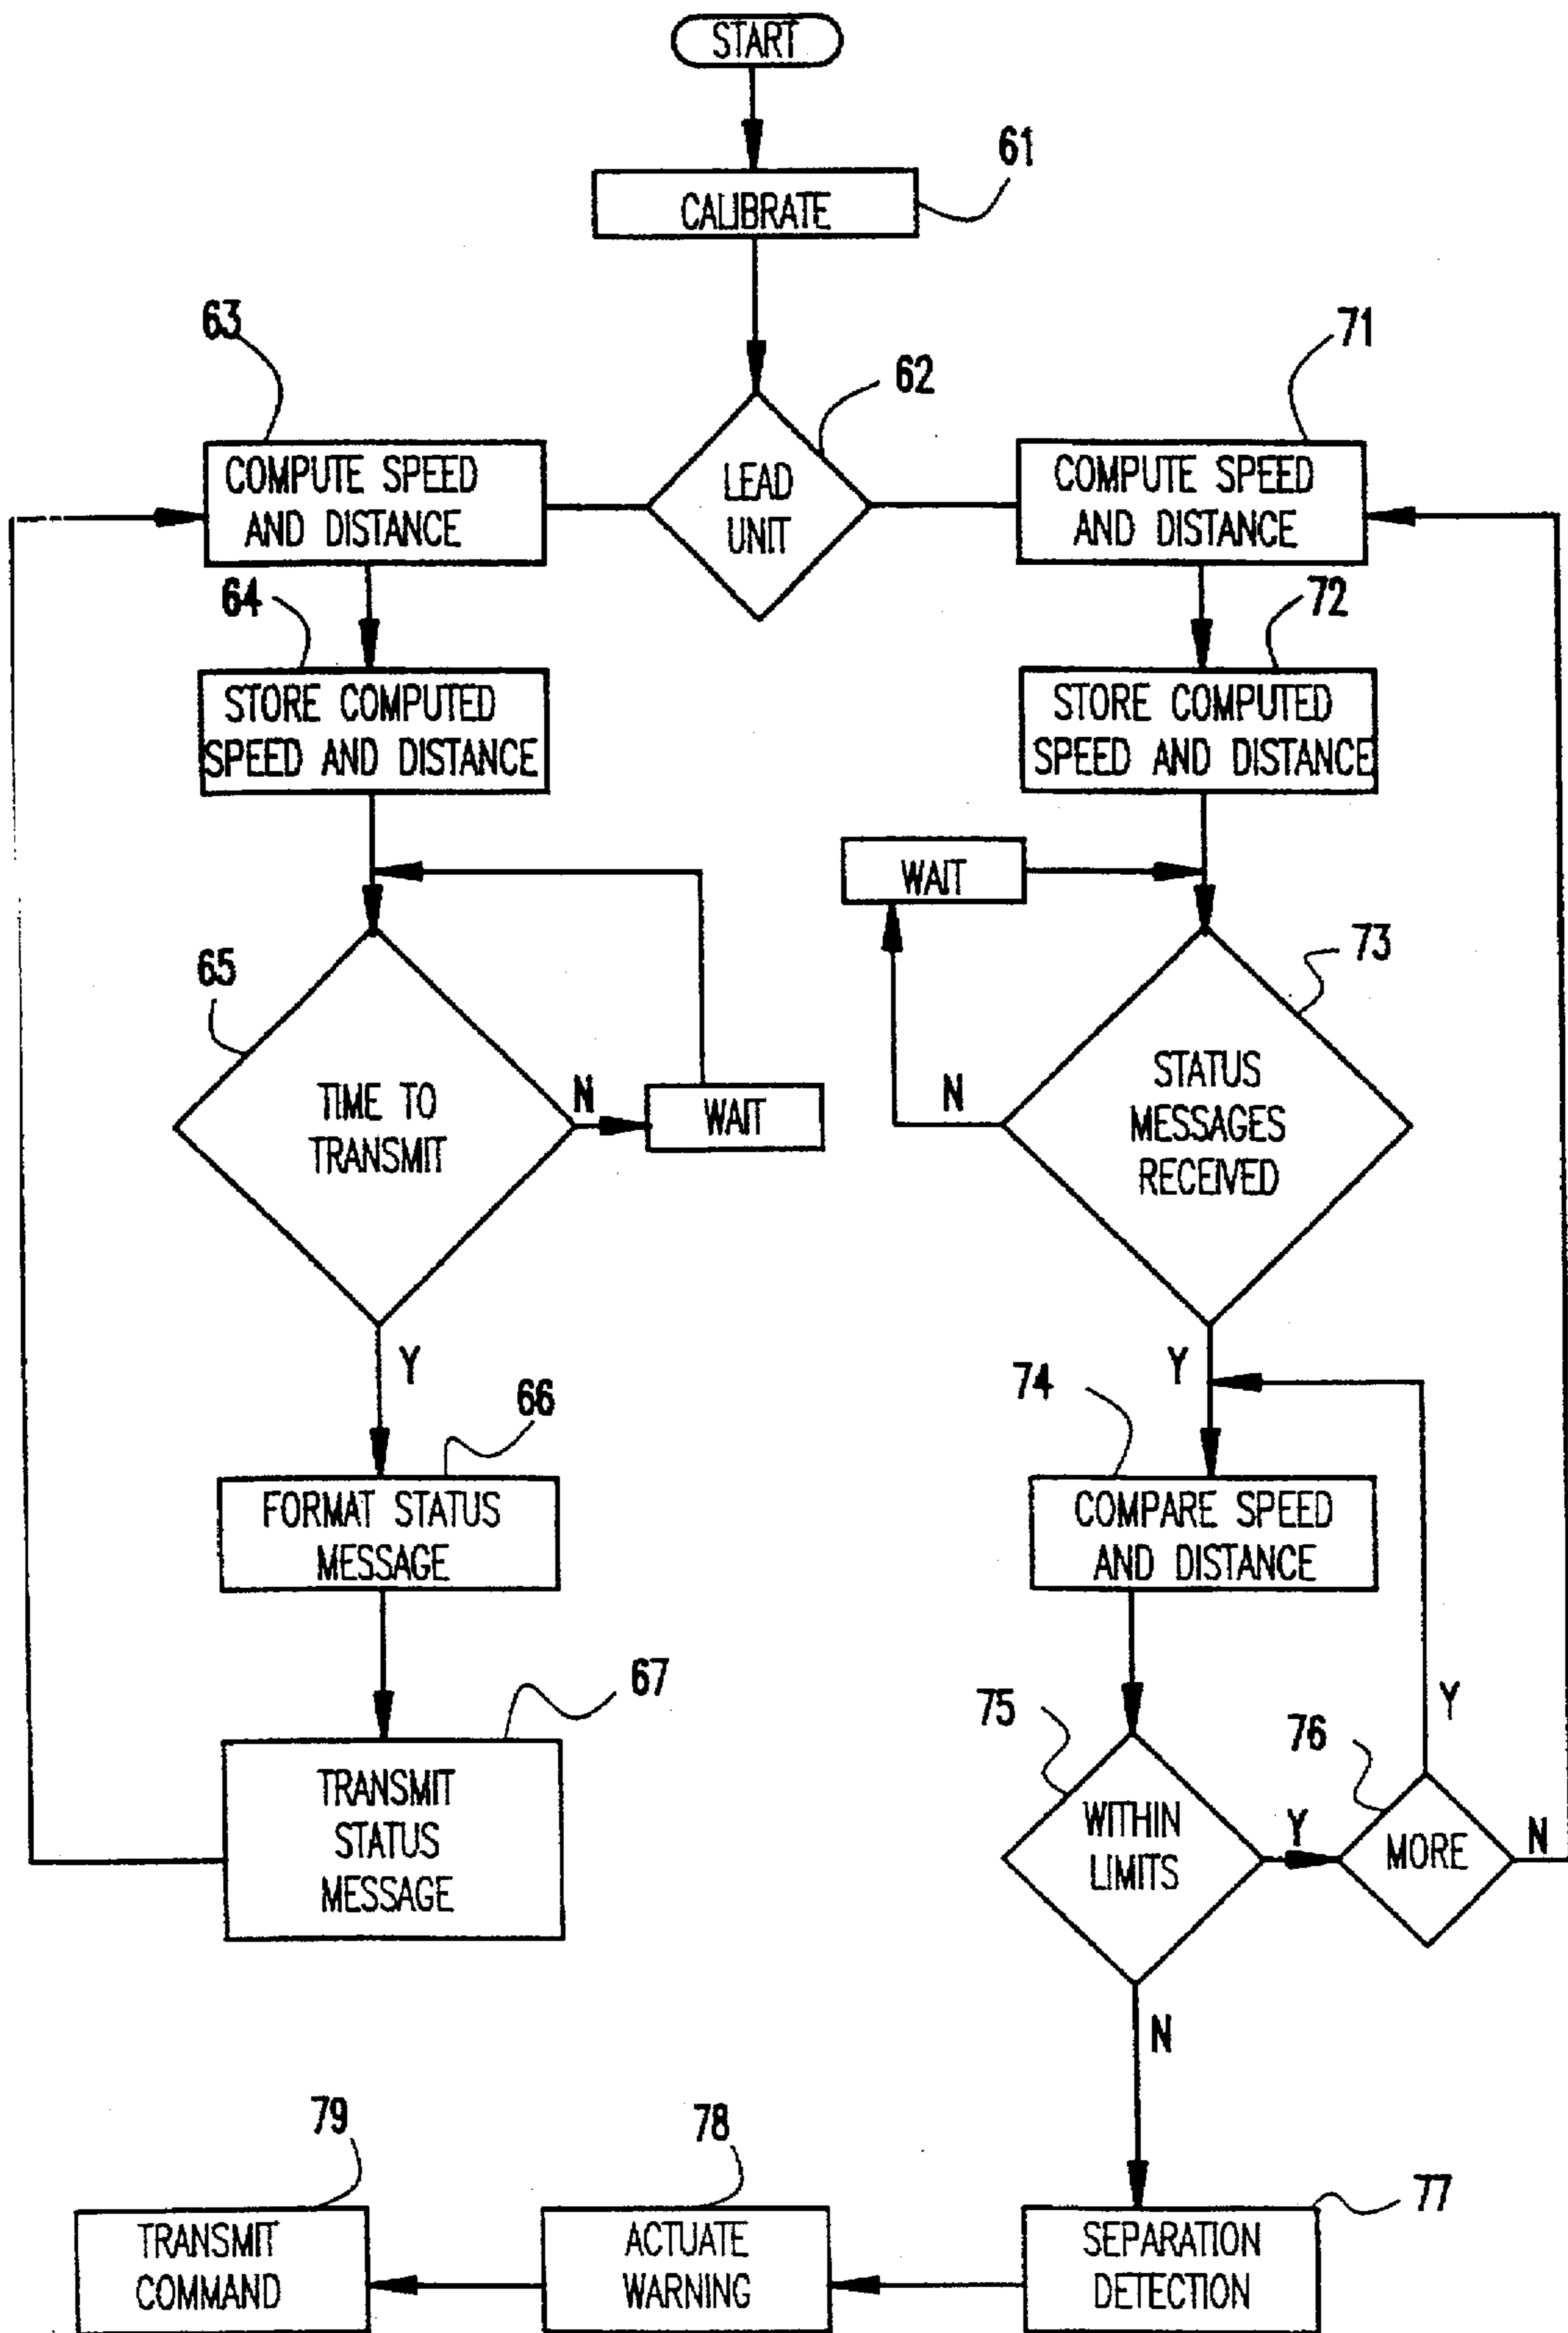 START
61
CALIBRATE
63
71
62
COMPUTE SPEED
AND DISTANCE
LEAD
UNIT
COMPUTE SPEED
AND DISTANCE
64
72
STORE COMPUTED
SPEED AND DISTANCE
STORE COMPUTED
SPEED AND DISTANCE
WAIT
65
73
TIME TO
TRANSMIT
N
WAIT
N
STATUS
MESSAGES
RECEIVED
Y
Y
66
74
FORMAT STATUS
MESSAGE
COMPARE SPEED
AND DISTANCE
67
75
76
Y
TRANSMIT
STATUS
MESSAGE
WITHIN
LIMITS
Y
MORE
N
N
79
78
77
TRANSMIT
COMMAND
ACTUATE
WARNING
SEPARATION
DETECTION